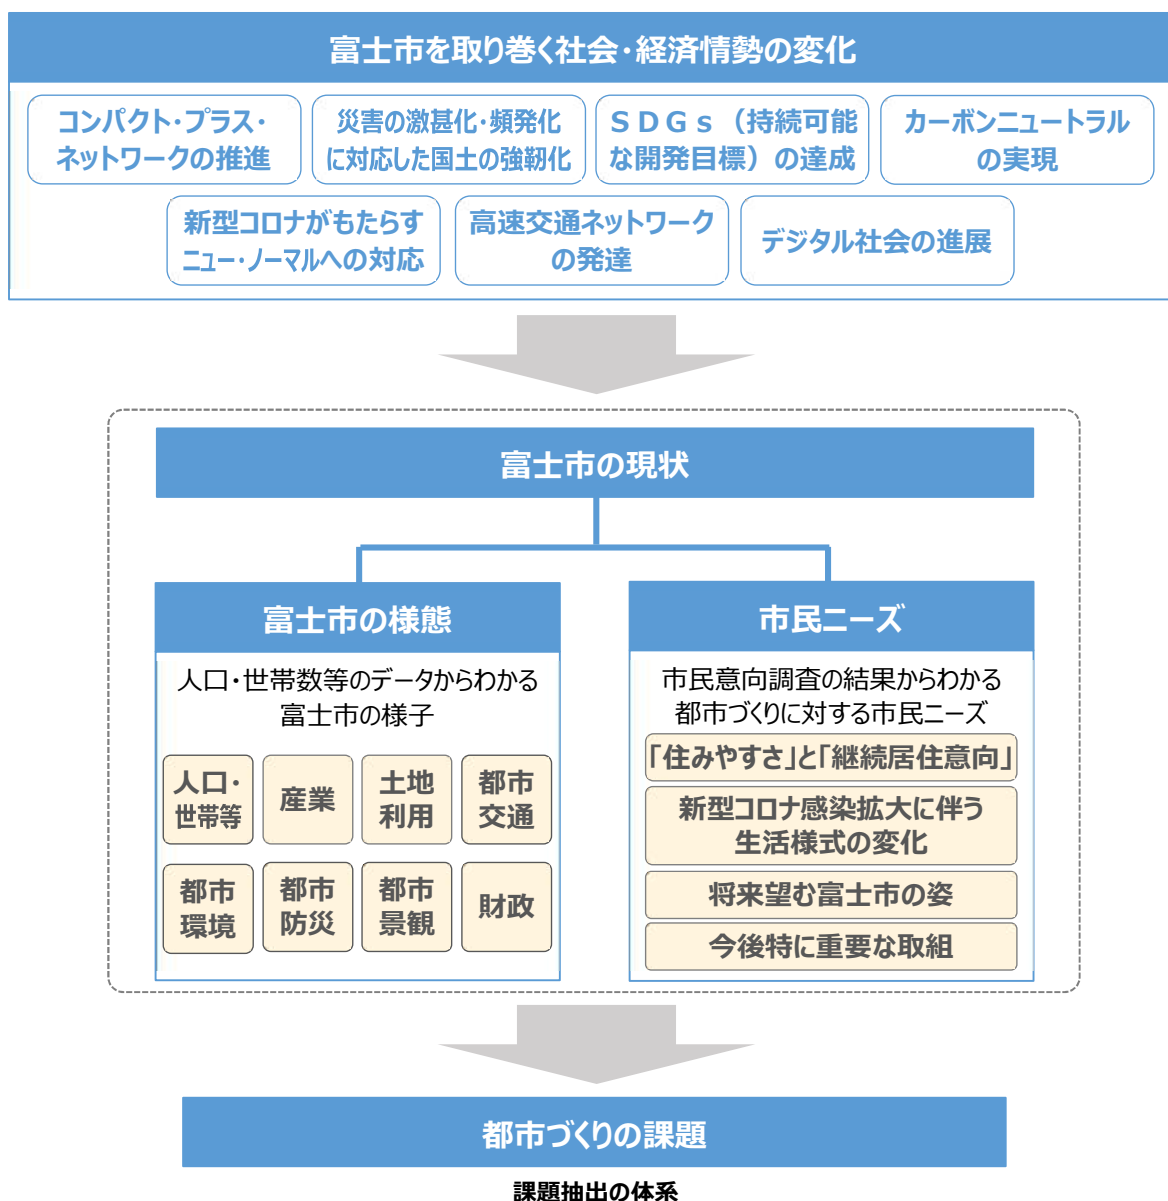 富士市を取り巻く社会・経済情勢の変化
コンパクト・プラス・
ネットワークの推進
災害の激甚化・頻発化
に対応した国土の強靭化
ＳＤＧｓ（持続可能
な開発目標）の達成
カーボンニュートラル
の実現
新型コロナがもたらす
ニュー・ノーマルへの対応
高速交通ネットワーク
の発達
デジタル社会の進展
富士市の現状
富士市の様態
人口・世帯数等のデータからわかる
富士市の様子
人口・
世帯等
産業
土地
利用
都市
交通
都市
環境
都市
防災
都市
景観
財政
市民ニーズ
市民意向調査の結果からわかる
都市づくりに対する市民ニーズ
「住みやすさ」と「継続居住意向」
新型コロナ感染拡大に伴う
生活様式の変化
将来望む富士市の姿
今後特に重要な取組
都市づくりの課題
課題抽出の体系